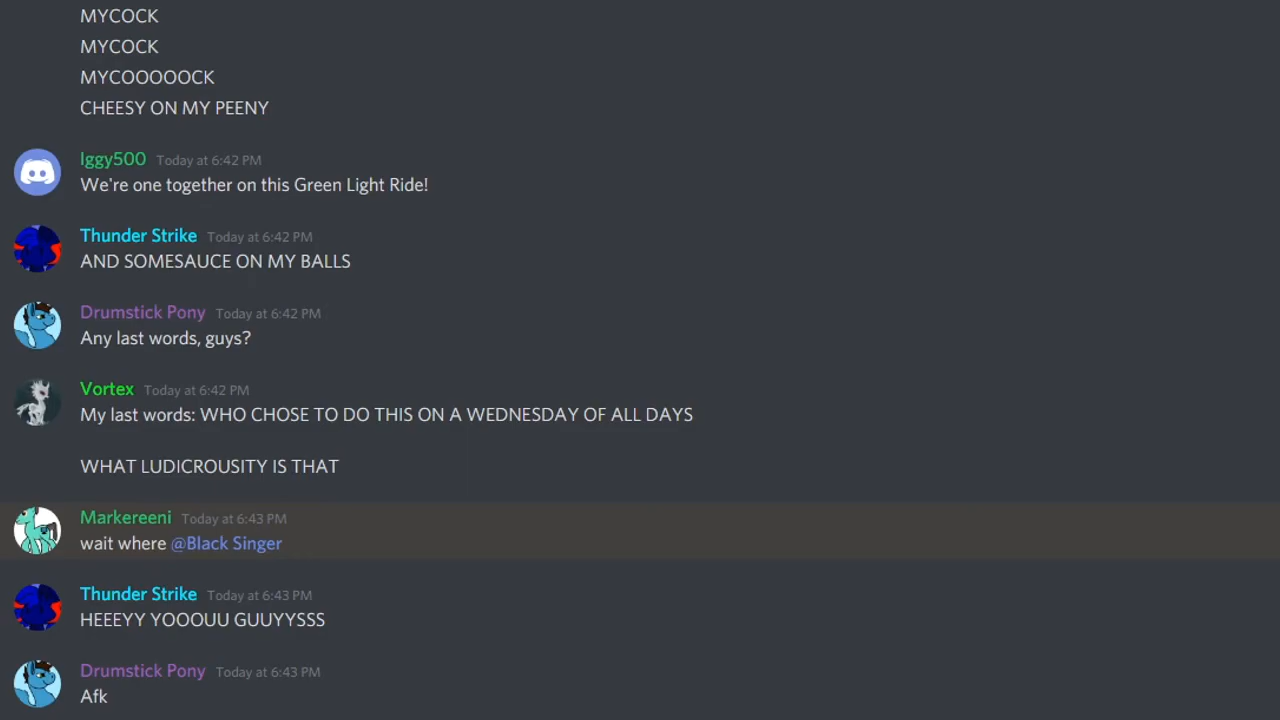 MYCOCK
MYCOCK
MYCOOOOOCK
CHEESY ON MY PEENY
Iggy500 Today at 6:42 PM
We're one together on this Green Light Ride!
Thunder Strike Today at 6:42 PM
AND SOMESAUCE ON MY BALLS
Drumstick Pony Today at 6:42 PM
Any last words, guys?
Vortex Today at 6:42 PM
My last words: WHO CHOSE TO DO THIS ON A WEDNESDAY OF ALL DAYS
WHAT LUDICROUSITY IS THAT
Markereeni Today at 6:43 PM
wait where @Black Singer
Thunder Strike Today at 6:43 PM
HEEEYY YOOOUU GUUYYSSS
Drumstick Pony Today at 6:43 PM
Afk